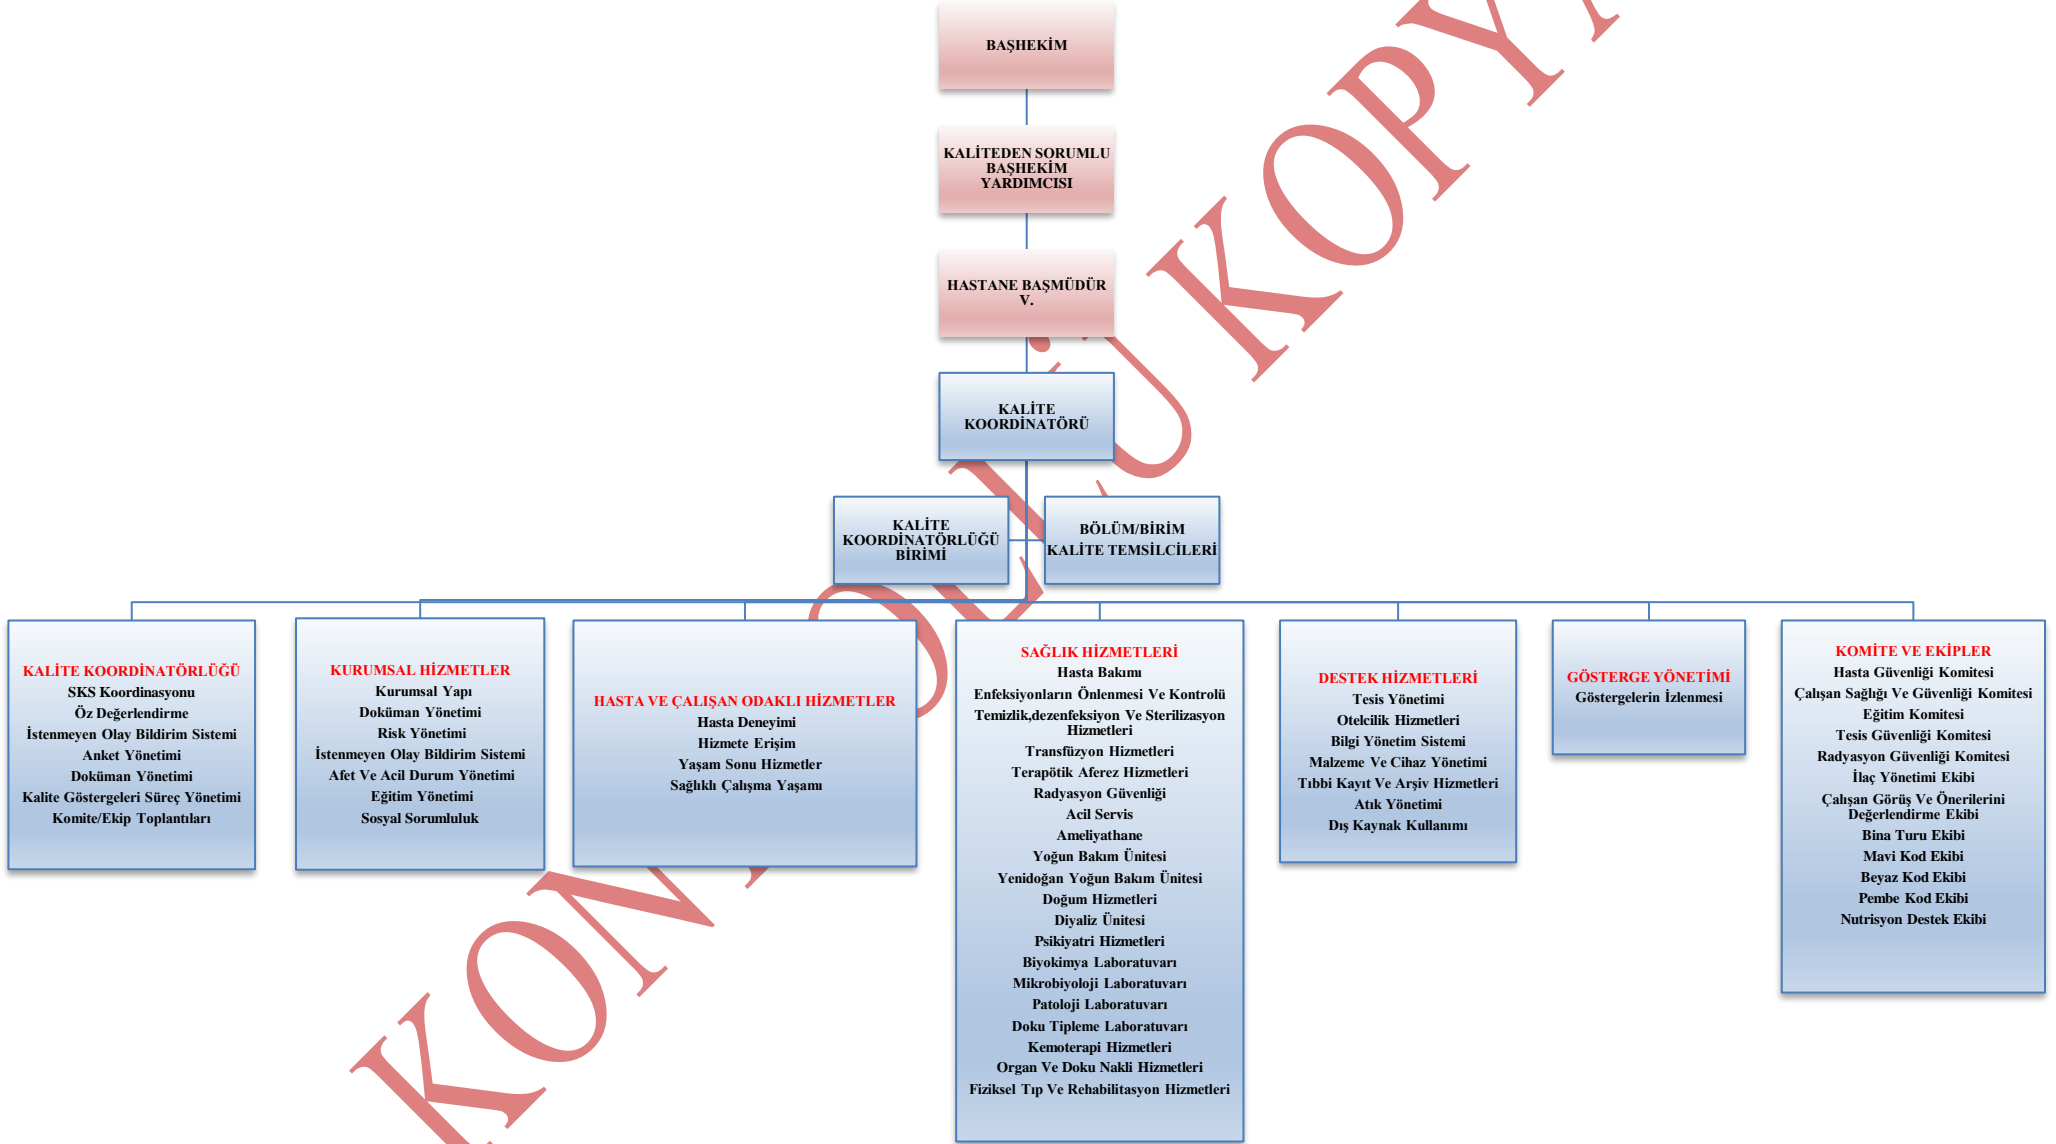 BAŞHEKİM
KALİTEDEN SORUMLU
BAŞHEKİM
YARDIMCISI
HASTANE BAŞMÜDÜR
V.
KALİTE
KOORDİNATÖRÜ
KALİTE
KOORDİNATÖRLÜĞÜ
BİRİMİ
BÖLÜM/BİRİM
KALİTE TEMSİLCİLERİ
KALİTE KOORDİNATÖRLÜĞÜ
SKS Koordinasyonu
Öz Değerlendirme
İstenmeyen Olay Bildirim Sistemi
Anket Yönetimi
Doküman Yönetimi
Kalite Göstergeleri Süreç Yönetimi
Komite/Ekip Toplantıları
KURUMSAL HİZMETLER
Kurumsal Yapı
Doküman Yönetimi
Risk Yönetimi
İstenmeyen Olay Bildirim Sistemi
Afet Ve Acil Durum Yönetimi
Eğitim Yönetimi
Sosyal Sorumluluk
HASTA VE ÇALIŞAN ODAKLI HİZMETLER
Hasta Deneyimi
Hizmete Erişim
Yaşam Sonu Hizmetler
Sağlıklı Çalışma Yaşamı
SAĞLIK HİZMETLERİ
Hasta Bakımı
Enfeksiyonların Önlenmesi Ve Kontrolü
Temizlik,dezenfeksiyon Ve Sterilizasyon
Hizmetleri
Transfüzyon Hizmetleri
Terapötik Aferez Hizmetleri
Radyasyon Güvenliği
Acil Servis
Ameliyathane
Yoğun Bakım Ünitesi
Yenidoğan Yoğun Bakım Ünitesi
Doğum Hizmetleri
Diyaliz Ünitesi
Psikiyatri Hizmetleri
Biyokimya Laboratuvarı
Mikrobiyoloji Laboratuvarı
Patoloji Laboratuvarı
Doku Tipleme Laboratuvarı
Kemoterapi Hizmetleri
Organ Ve Doku Nakli Hizmetleri
Fiziksel Tıp Ve Rehabilitasyon Hizmetleri
DESTEK HİZMETLERİ
Tesis Yönetimi
Otelcilik Hizmetleri
Bilgi Yönetim Sistemi
Malzeme Ve Cihaz Yönetimi
Tıbbi Kayıt Ve Arşiv Hizmetleri
Atık Yönetimi
Dış Kaynak Kullanımı
GÖSTERGE YÖNETİMİ
Göstergelerin İzlenmesi
KOMİTE VE EKİPLER
Hasta Güvenliği Komitesi
Çalışan Sağlığı Ve Güvenliği Komitesi
Eğitim Komitesi
Tesis Güvenliği Komitesi
Radyasyon Güvenliği Komitesi
İlaç Yönetimi Ekibi
Çalışan Görüş Ve Önerilerini
Değerlendirme Ekibi
Bina Turu Ekibi
Mavi Kod Ekibi
Beyaz Kod Ekibi
Pembe Kod Ekibi
Nutrisyon Destek Ekibi